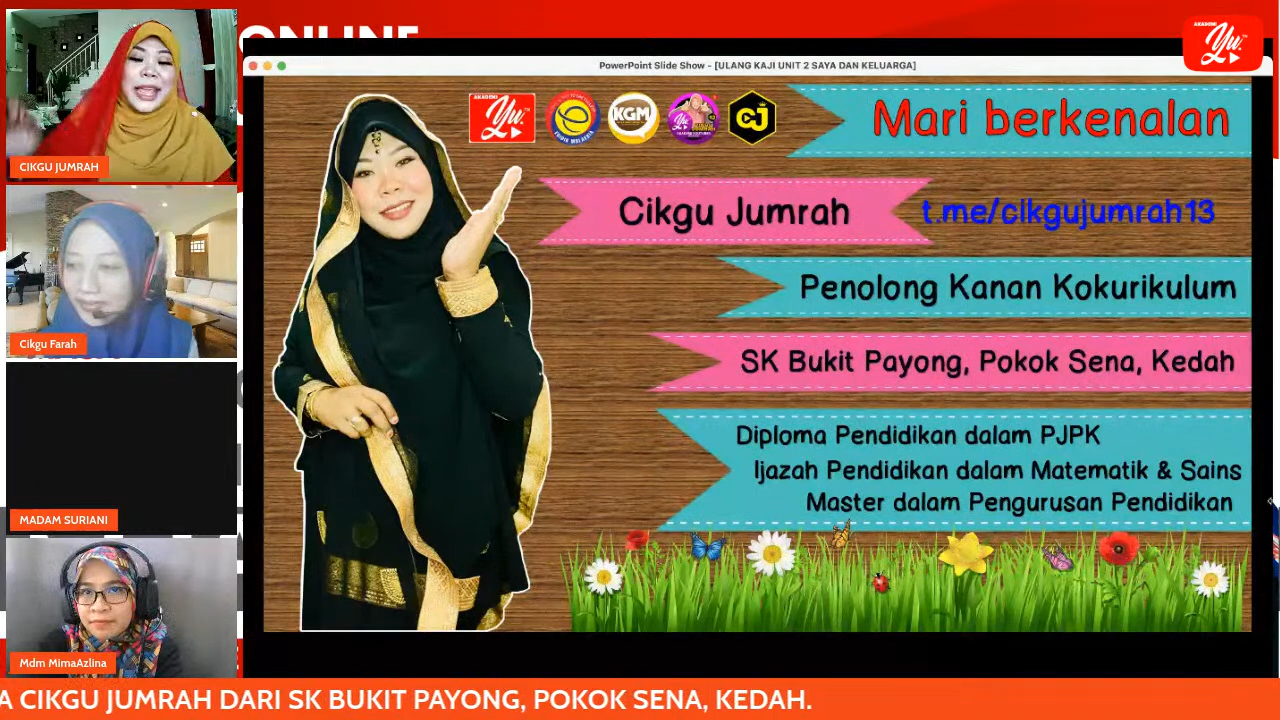 ONLINE
AKADEMI
Yu.
PowerPoint Slide Show - [ULANG KAJI UNIT 2 SAYA DAN KELUARGA]
CIKGU JUMRAH
CIkgu Farah
MADAM SURIANI
Mdm MimaAzlina
AKADEMI
Yu.
KGM
CJ
Mari berkenalan
Cikgu Jumrah
t.me/cikgujumrah13
Penolong Kanan Kokurikulum
SK Bukit Payong, Pokok Sena, Kedah
Diploma Pendidikan dalam PJPK
Ijazah Pendidikan dalam Matematik & Sains
Master dalam Pengurusan Pendidikan
A CIKGU JUMRAH DARI SK BUKIT PAYONG, POKOK SENA, KEDAH.